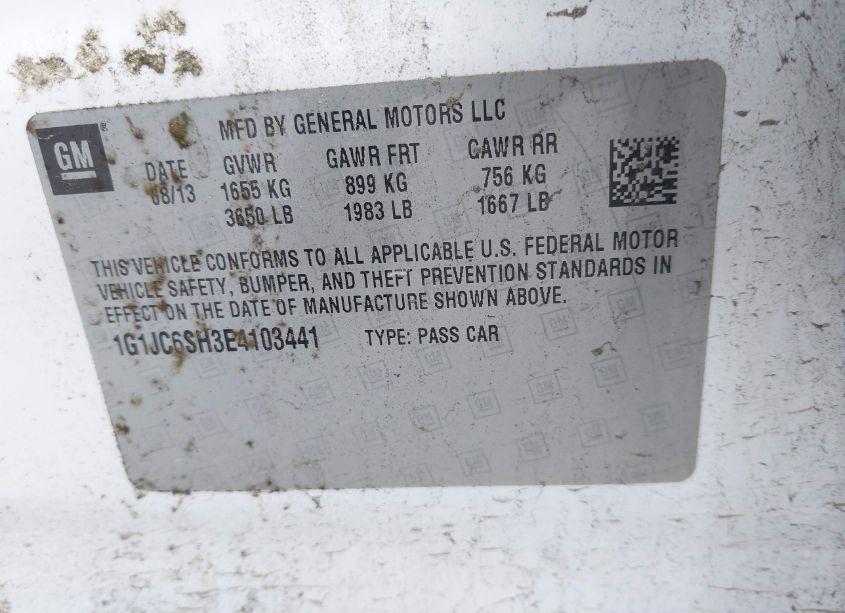 MFD BY GENERAL MOTORS LLC
GM
DATE GVWR GAWR FRT GAWR RR
08/13 1655 KG 899 KG 756 KG
3650 LB 1983 LB 1667 LB
THIS VEHICLE CONFORMS TO ALL APPLICABLE U.S. FEDERAL MOTOR
VEHICLE SAFETY, BUMPER, AND THEFT PREVENTION STANDARDS IN
EFFECT ON THE DATE OF MANUFACTURE SHOWN ABOVE.
1G1JC6SH3E4103441 TYPE: PASS CAR